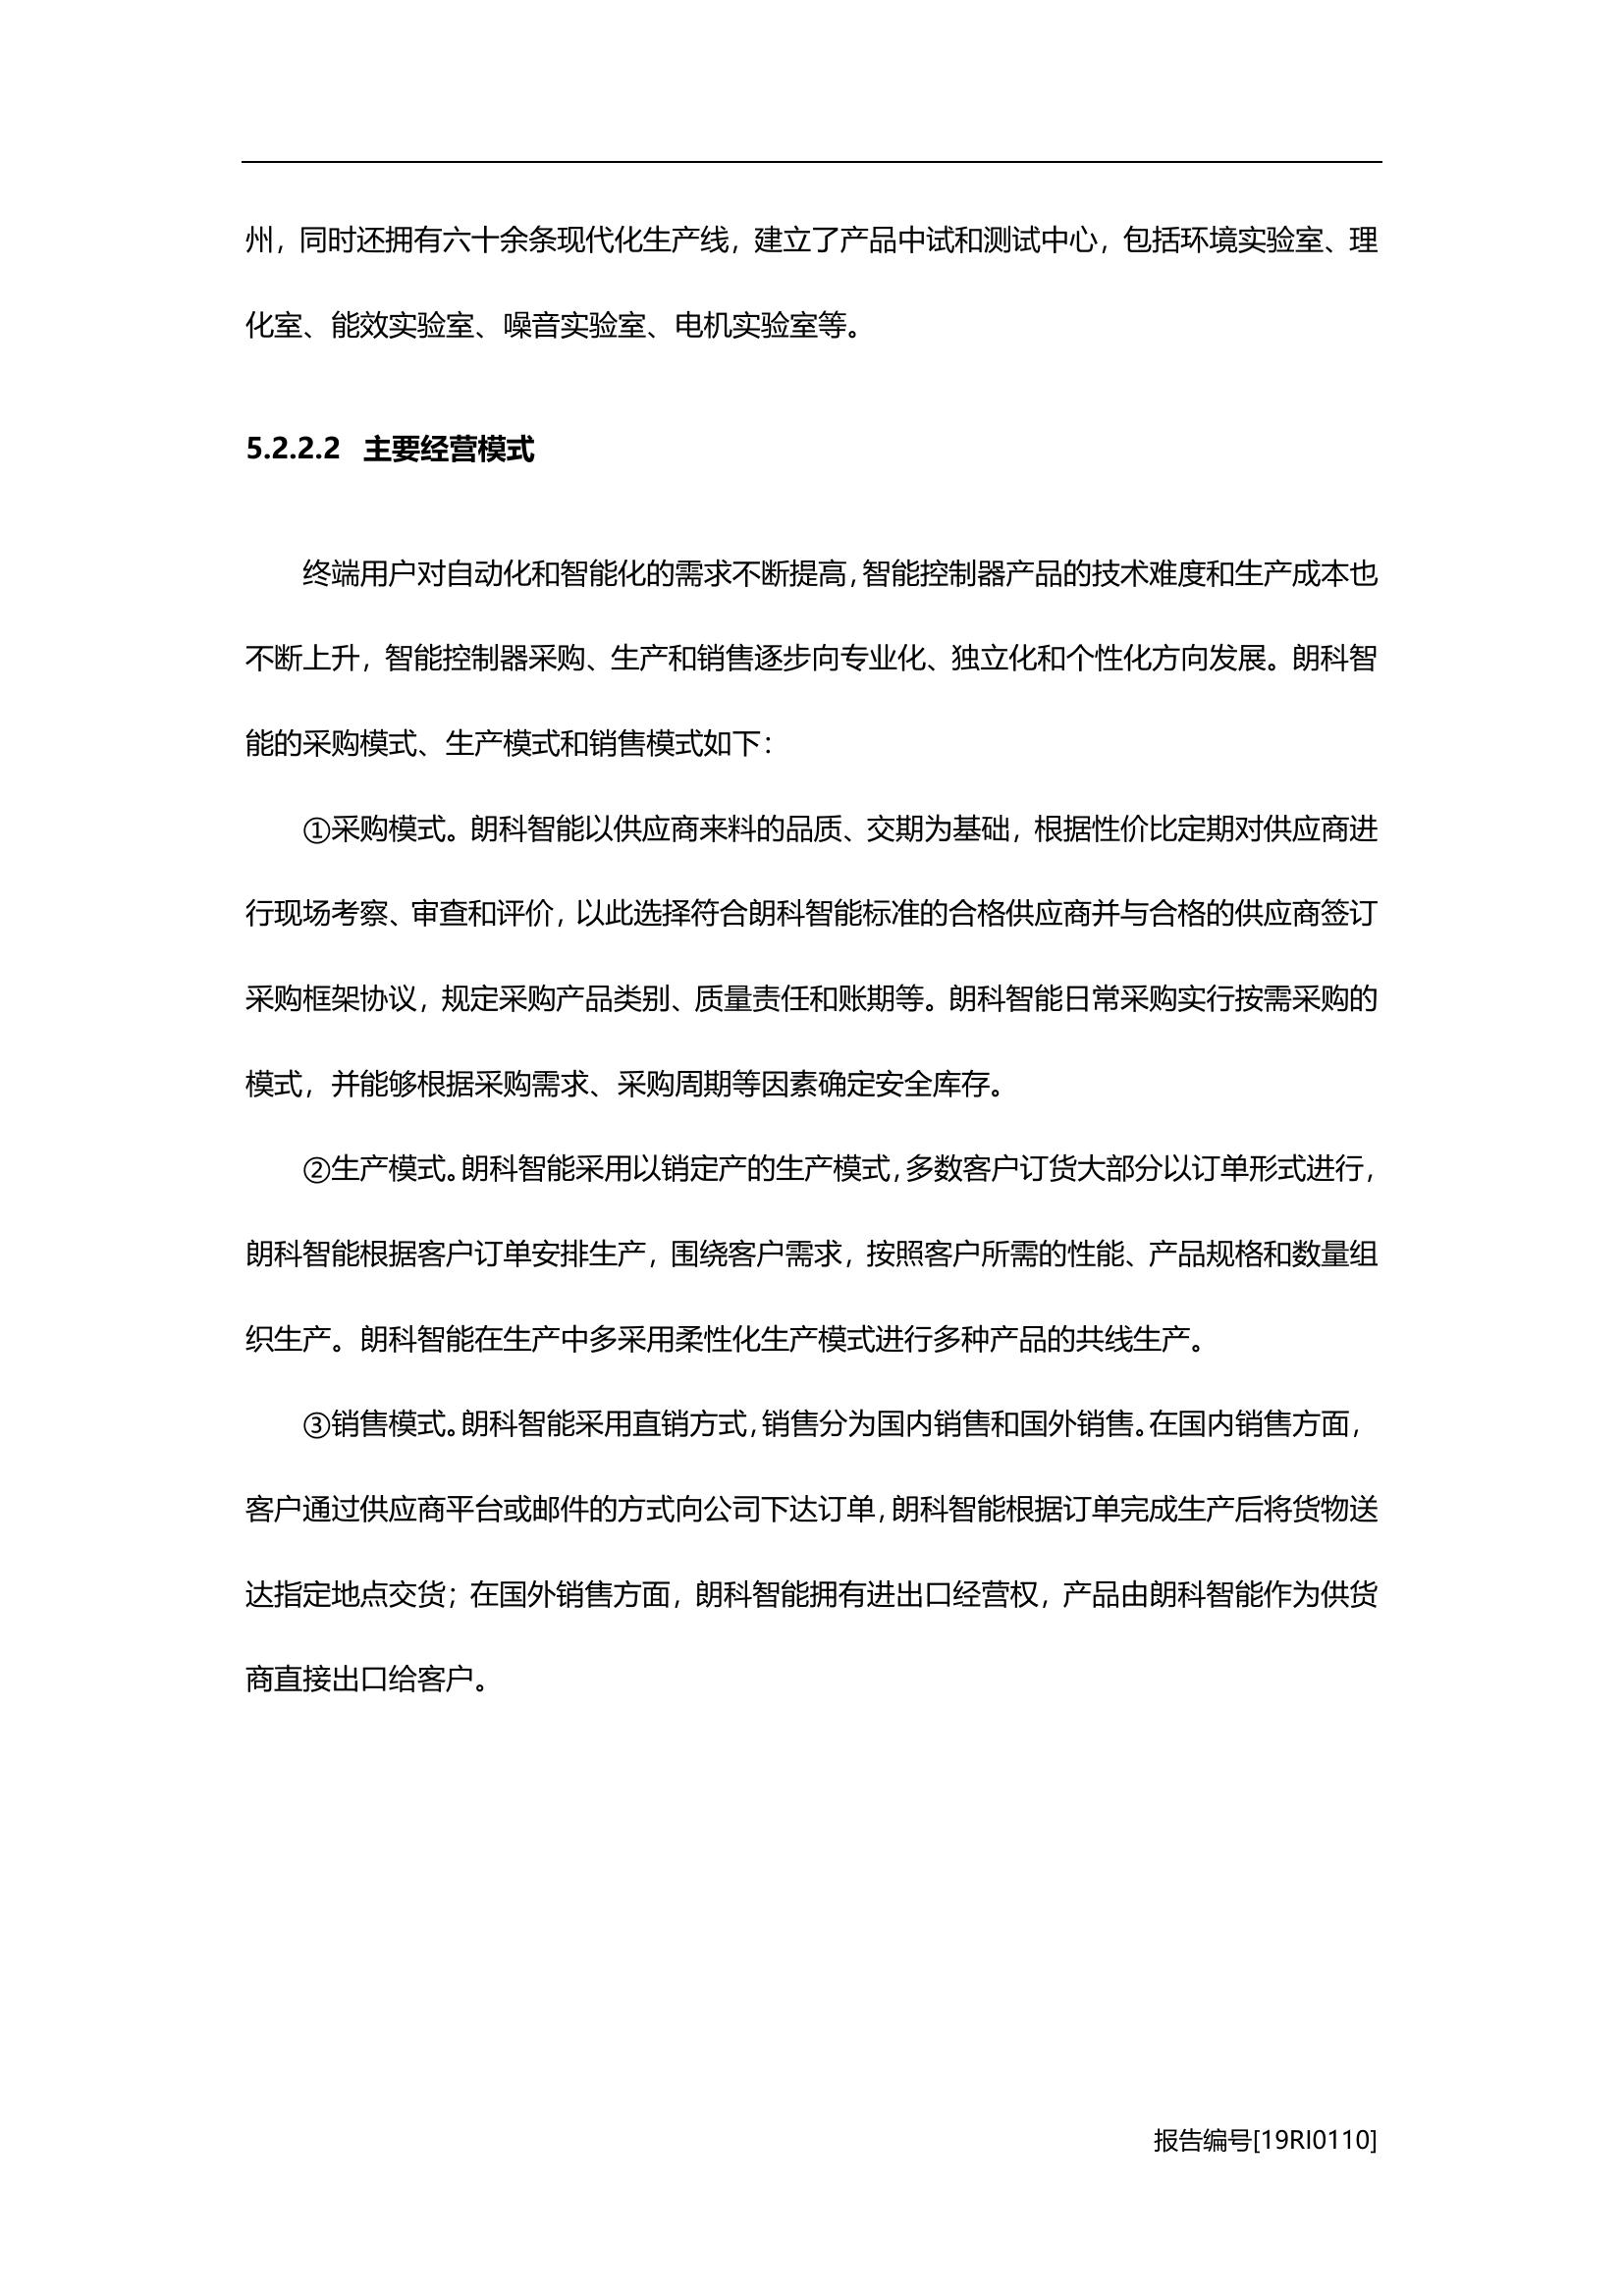 州，同时还拥有六十余条现代化生产线，建立了产品中试和测试中心，包括环境实验室、理
化室、能效实验室、噪音实验室、电机实验室等。
5.2.2.2 主要经营模式
终端用户对自动化和智能化的需求不断提高，智能控制器产品的技术难度和生产成本也
不断上升，智能控制器采购、生产和销售逐步向专业化、独立化和个性化方向发展。朗科智
能的采购模式、生产模式和销售模式如下：
①采购模式。朗科智能以供应商来料的品质、交期为基础，根据性价比定期对供应商进
行现场考察、审查和评价，以此选择符合朗科智能标准的合格供应商并与合格的供应商签订
采购框架协议，规定采购产品类别、质量责任和账期等。朗科智能日常采购实行按需采购的
模式，并能够根据采购需求、采购周期等因素确定安全库存。
②生产模式。朗科智能采用以销定产的生产模式，多数客户订货大部分以订单形式进行，
朗科智能根据客户订单安排生产，围绕客户需求，按照客户所需的性能、产品规格和数量组
织生产。朗科智能在生产中多采用柔性化生产模式进行多种产品的共线生产。
③销售模式。朗科智能采用直销方式，销售分为国内销售和国外销售。在国内销售方面，
客户通过供应商平台或邮件的方式向公司下达订单，朗科智能根据订单完成生产后将货物送
达指定地点交货；在国外销售方面，朗科智能拥有进出口经营权，产品由朗科智能作为供货
商直接出口给客户。
报告编号[19RI0110]